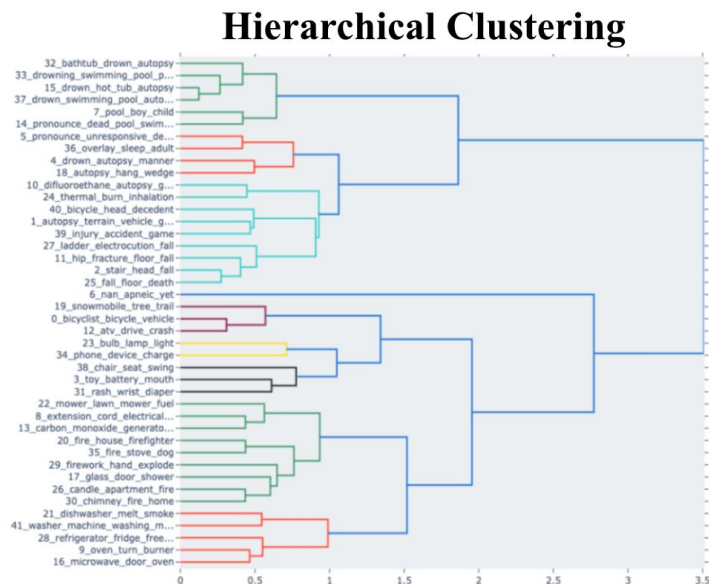 Hierarchical Clustering
32_bathtub_drown_autopsy
33_drowning_swimming_pool_p...
15_drown_hot_tub_autopsy
37_drown_swimming_pool_auto...
7_pool_boy_child
14_pronounce_dead_pool_swim...
5_pronounce_unresponsive_de...
36_overlay_sleep_adult
4_drown_autopsy_manner
18_autopsy_hang_wedge
10_difluoroethane_autopsy_g...
24_thermal_burn_inhalation
40_bicycle_head_decedent
1_autopsy_terrain_vehicle_g...
39_injury_accident_game
27_ladder_electrocution_fall
11_hip_fracture_floor_fall
2_stair_head_fall
25_fall_floor_death
6_nan_apneic_yet
19_snowmobile_tree_trail
0_bicyclist_bicycle_vehicle
12_atv_drive_crash
23_bulb_lamp_light
34_phone_device_charge
38_chair_seat_swing
3_toy_battery_mouth
31_rash_wrist_diaper
22_mower_lawn_mower_fuel
8_extension_cord_electrical...
13_carbon_monoxide_generato...
20_fire_house_firefighter
35_fire_stove_dog
29_firework_hand_explode
17_glass_door_shower
26_candle_apartment_fire
30_chimney_fire_home
21_dishwasher_melt_smoke
41_washer_machine_washing_m...
28_refrigerator_fridge_free...
9_oven_turn_burner
16_microwave_door_oven
0 0.5 1 1.5 2 2.5 3 3.5